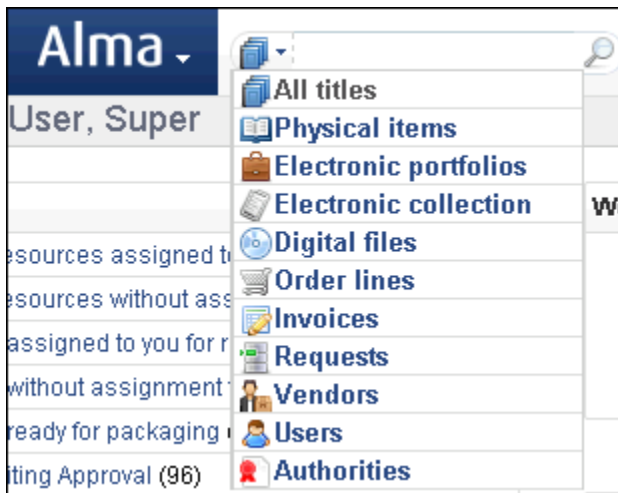 Alma
User, Super
All titles
Physical items
Electronic portfolios
Electronic collection
Digital files
Order lines
Invoices
Requests
Vendors
Users
Authorities
esources assigned
esources without
assigned to you for
without assignment
ready for packaging
iting Approval (96)